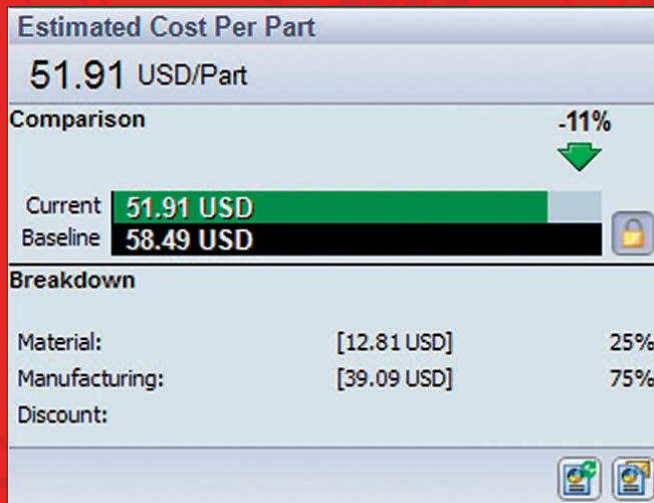 Estimated Cost Per Part
51.91 USD/Part
Comparison -11%
Current 51.91 USD
Baseline 58.49 USD
Breakdown
Material: [12.81 USD] 25%
Manufacturing: [39.09 USD] 75%
Discount: